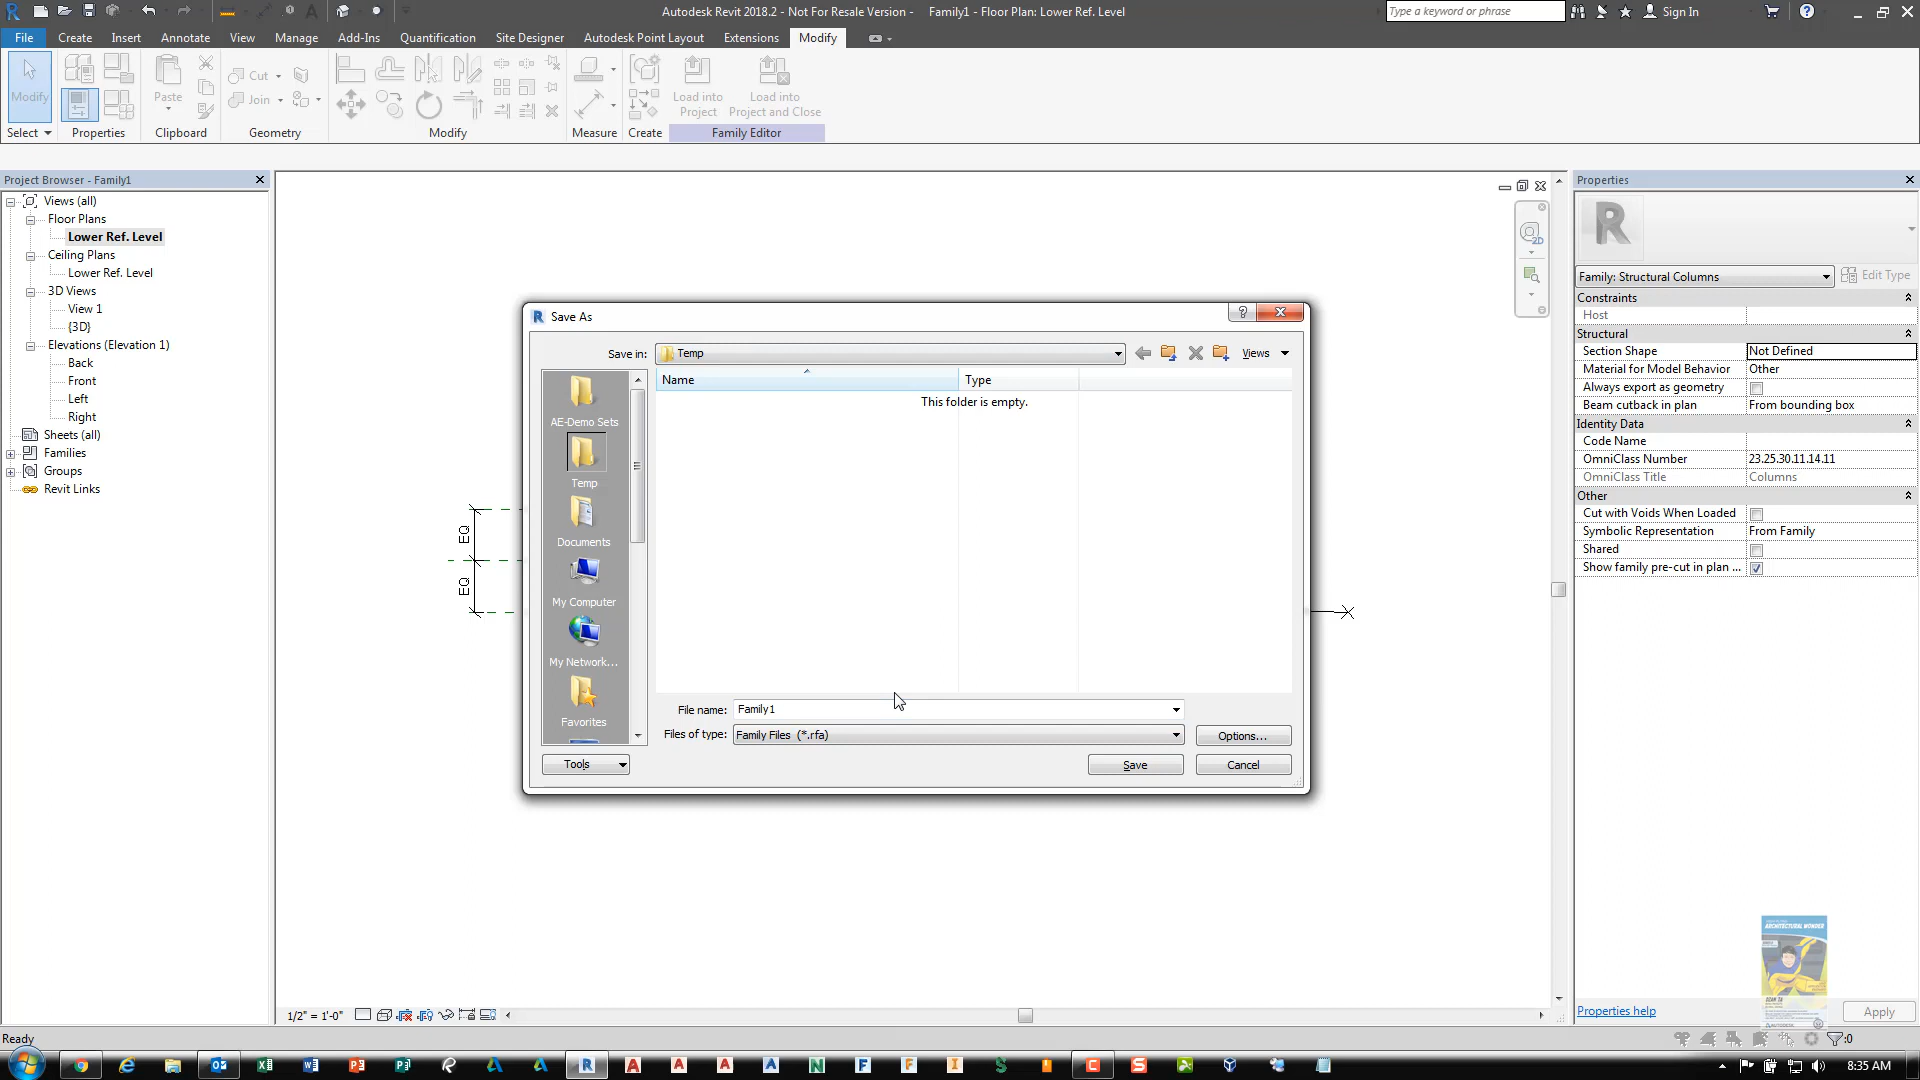 Autodesk Revit 2018.2 - Not For Resale Version -    Family1 - Floor Plan: Lower Ref. Level
Type a keyword or phrase
Sign In
File Create Insert Annotate View Manage Add-Ins Quantification Site Designer Autodesk Point Layout Extensions Modify
Modify
Paste
Cut
Join
Load into Project
Load into Project and Close
Select Properties Clipboard Geometry Modify Measure Create Family Editor
Project Browser - Family1
Views (all)
Floor Plans
Lower Ref. Level
Ceiling Plans
Lower Ref. Level
3D Views
View 1
{3D}
Elevations (Elevation 1)
Back
Front
Left
Right
Sheets (all)
Families
Groups
Revit Links
EQ
EQ
2D
Save As
Save in: Temp
Views
Name Type
This folder is empty.
AE-Demo Sets
Temp
Documents
My Computer
My Network...
Favorites
File name: Family1
Files of type: Family Files (*.rfa)
Options...
Tools
Save
Cancel
Properties
Family: Structural Columns
Edit Type
Constraints
Host
Structural
Section Shape Not Defined
Material for Model Behavior Other
Always export as geometry
Beam cutback in plan From bounding box
Identity Data
Code Name
OmniClass Number 23.25.30.11.14.11
OmniClass Title Columns
Other
Cut with Voids When Loaded
Symbolic Representation From Family
Shared
Show family pre-cut in plan ...
ARCHITECTURAL WONDER
AUTODESK
Properties help
Apply
1/2" = 1'-0"
Ready
:0
8:35 AM